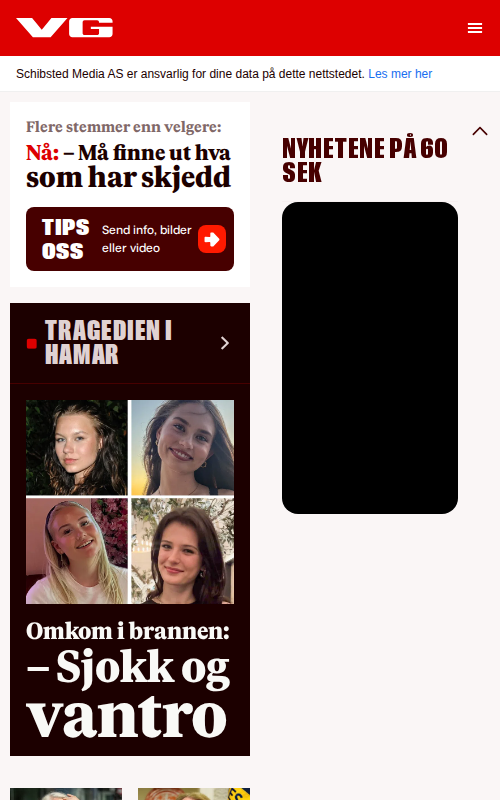 VG
Schibsted Media AS er ansvarlig for dine data på dette nettstedet. Les mer her
Flere stemmer enn velgere:
Nå: – Må finne ut hva
som har skjedd
TIPS
OSS
Send info, bilder
eller video
NYHETENE PÅ 60
SEK
TRAGEDIEN I
HAMAR
Omkom i brannen:
– Sjokk og
vantro